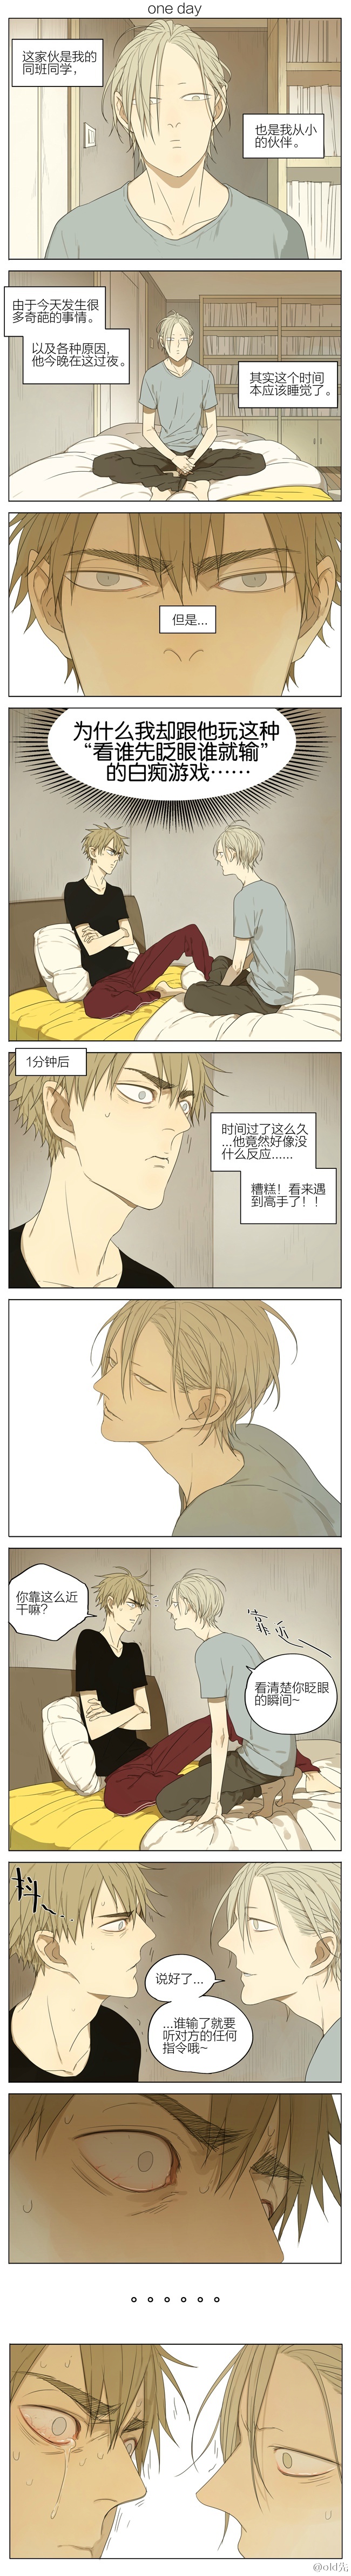 one day
这家伙是我的
同班同学，
也是我从小
的伙伴。
由于今天发生很
多奇葩的事情。
以及各种原因，
他今晚在这过夜。
其实这个时间
本应该睡觉了。
但是...
为什么我却跟他玩这种
“看谁先眨眼谁就输”
的白痴游戏……
1分钟后
时间过了这么久
...他竟然好像没
什么反应......
糟糕！看来遇
到高手了！！
你靠这么近
干嘛？
靠近
看清楚你眨眼
的瞬间~
抖
说好了...
...谁输了就要
听对方的任何
指令哦~
。。。。。。
@old先